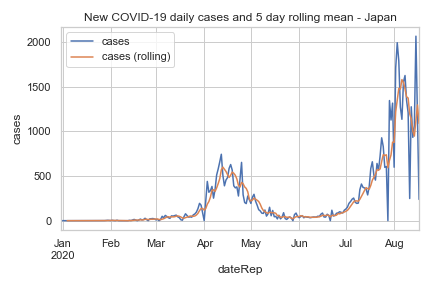 New COVID-19 daily cases and 5 day rolling mean - Japan
cases
cases (rolling)
2000
1500
1000
500
0
cases
Jan Feb Mar Apr May Jun Jul Aug
2020
dateRep